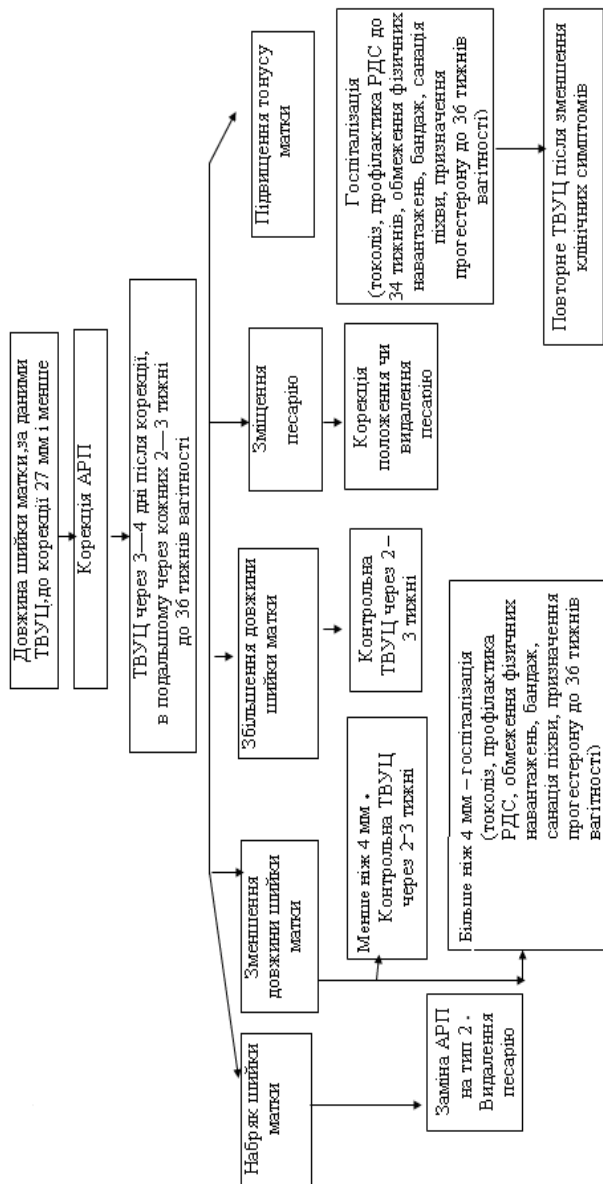 Довжина шийки матки,за даними
ТВУЦ,до корекції 27 мм і менше
Корекція АРП
ТВУЦ через 3—4 дні після корекції,
в подальшому через кожних 2—3 тижні
до 36 тижнів вагітності
Набряк шийки
матки
Зменшення
довжини шийки
матки
Збільшення довжини
шийки матки
Зміщення
песарію
Підвищення тонусу
матки
Заміна АРП
на тип 2.
Видалення
песарію
Менше ніж 4 мм.
Контрольна ТВУЦ
через 2–3 тижні
Більше ніж 4 мм – госпіталізація
(токоліз, профілактика
РДС, обмеження фізичних
навантажень, бандаж,
санація піхви, призначення
прогестерону до 36 тижнів
вагітності)
Контрольна
ТВУЦ через 2–
3 тижні
Корекція
положення чи
видалення
песарію
Госпіталізація
(токоліз, профілактика РДС до
34 тижнів, обмеження фізичних
навантажень, бандаж, санація
піхви, призначення
прогестерону до 36 тижнів
вагітності)
Повторне ТВУЦ після зменшення
клінічних симптомів